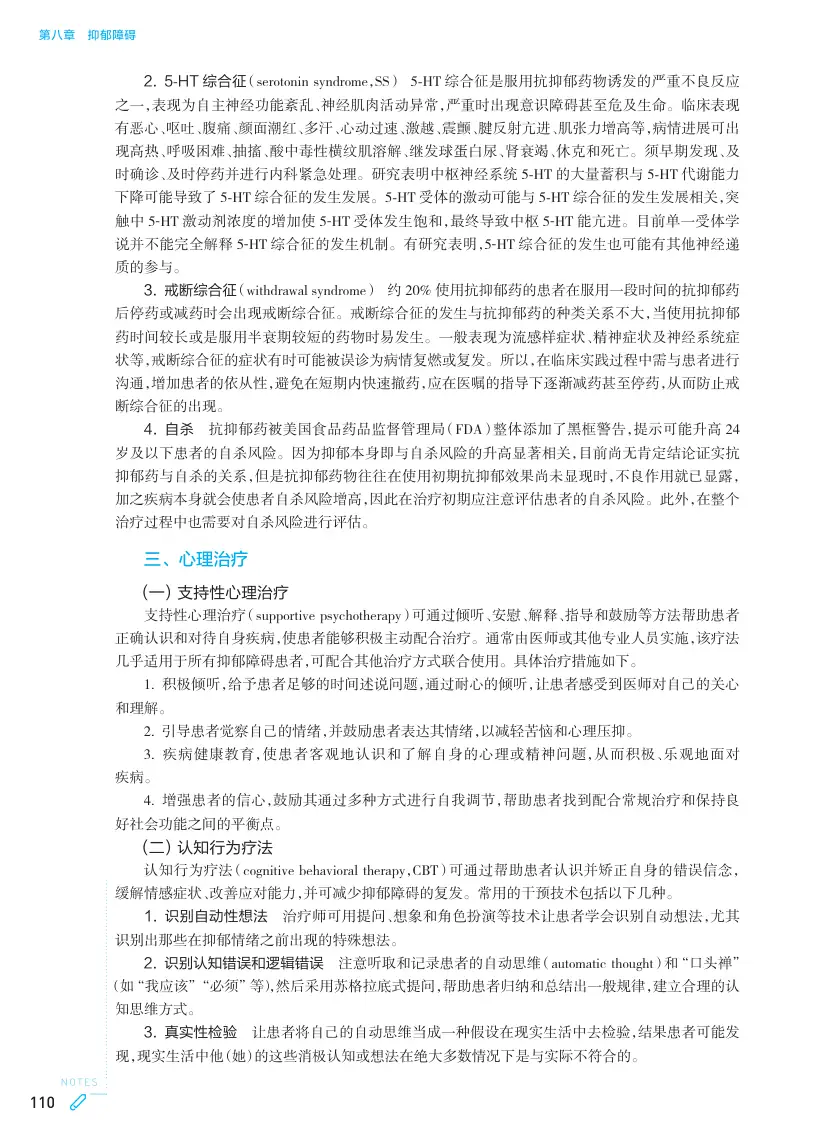 第八章 抑郁障碍
2. 5-HT 综合征（serotonin syndrome,SS） 5-HT 综合征是服用抗抑郁药物诱发的严重不良反应
之一,表现为自主神经功能紊乱、神经肌肉活动异常,严重时出现意识障碍甚至危及生命。临床表现
有恶心、呕吐、腹痛、颜面潮红、多汗、心动过速、激越、震颤、腱反射亢进、肌张力增高等,病情进展可出
现高热、呼吸困难、抽搐、酸中毒性横纹肌溶解、继发球蛋白尿、肾衰竭、休克和死亡。须早期发现、及
时确诊、及时停药并进行内科紧急处理。研究表明中枢神经系统 5-HT 的大量蓄积与 5-HT 代谢能力
下降可能导致了 5-HT 综合征的发生发展。5-HT 受体的激动可能与 5-HT 综合征的发生发展相关,突
触中 5-HT 激动剂浓度的增加使 5-HT 受体发生饱和,最终导致中枢 5-HT 能亢进。目前单一受体学
说并不能完全解释 5-HT 综合征的发生机制。有研究表明,5-HT 综合征的发生也可能有其他神经递
质的参与。
3. 戒断综合征（withdrawal syndrome） 约 20% 使用抗抑郁药的患者在服用一段时间的抗抑郁药
后停药或减药时会出现戒断综合征。戒断综合征的发生与抗抑郁药的种类关系不大,当使用抗抑郁
药时间较长或是服用半衰期较短的药物时易发生。一般表现为流感样症状、精神症状及神经系统症
状等,戒断综合征的症状有时可能被误诊为病情复燃或复发。所以,在临床实践过程中需与患者进行
沟通,增加患者的依从性,避免在短期内快速撤药,应在医嘱的指导下逐渐减药甚至停药,从而防止戒
断综合征的出现。
4. 自杀 抗抑郁药被美国食品药品监督管理局（FDA）整体添加了黑框警告,提示可能升高 24
岁及以下患者的自杀风险。因为抑郁本身即与自杀风险的升高显著相关,目前尚无肯定结论证实抗
抑郁药与自杀的关系,但是抗抑郁药物往往在使用初期抗抑郁效果尚未显现时,不良作用就已显露,
加之疾病本身就会使患者自杀风险增高,因此在治疗初期应注意评估患者的自杀风险。此外,在整个
治疗过程中也需要对自杀风险进行评估。
三、心理治疗
（一）支持性心理治疗
支持性心理治疗（supportive psychotherapy）可通过倾听、安慰、解释、指导和鼓励等方法帮助患者
正确认识和对待自身疾病,使患者能够积极主动配合治疗。通常由医师或其他专业人员实施,该疗法
几乎适用于所有抑郁障碍患者,可配合其他治疗方式联合使用。具体治疗措施如下。
1. 积极倾听,给予患者足够的时间述说问题,通过耐心的倾听,让患者感受到医师对自己的关心
和理解。
2. 引导患者觉察自己的情绪,并鼓励患者表达其情绪,以减轻苦恼和心理压抑。
3. 疾病健康教育,使患者客观地认识和了解自身的心理或精神问题,从而积极、乐观地面对
疾病。
4. 增强患者的信心,鼓励其通过多种方式进行自我调节,帮助患者找到配合常规治疗和保持良
好社会功能之间的平衡点。
（二）认知行为疗法
认知行为疗法（cognitive behavioral therapy,CBT）可通过帮助患者认识并矫正自身的错误信念,
缓解情感症状、改善应对能力,并可减少抑郁障碍的复发。常用的干预技术包括以下几种。
1. 识别自动性想法 治疗师可用提问、想象和角色扮演等技术让患者学会识别自动想法,尤其
识别出那些在抑郁情绪之前出现的特殊想法。
2. 识别认知错误和逻辑错误 注意听取和记录患者的自动思维（automatic thought）和“口头禅”
（如“我应该”“必须”等）,然后采用苏格拉底式提问,帮助患者归纳和总结出一般规律,建立合理的认
知思维方式。
3. 真实性检验 让患者将自己的自动思维当成一种假设在现实生活中去检验,结果患者可能发
现,现实生活中他（她）的这些消极认知或想法在绝大多数情况下是与实际不符合的。
NOTES
110